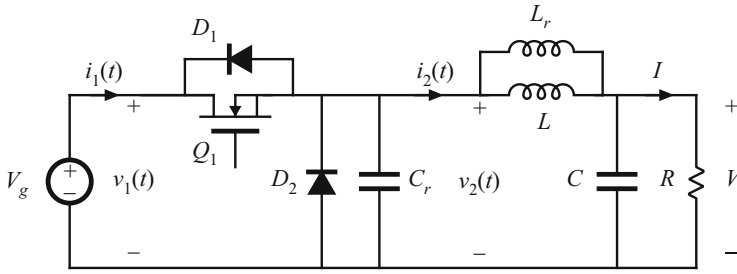 D1
Lr
i1(t)
i2(t)
I
+
+
L
+
Q1
Vg
+
−
v1(t)
D2
Cr
v2(t)
C
R
V
−
−
−